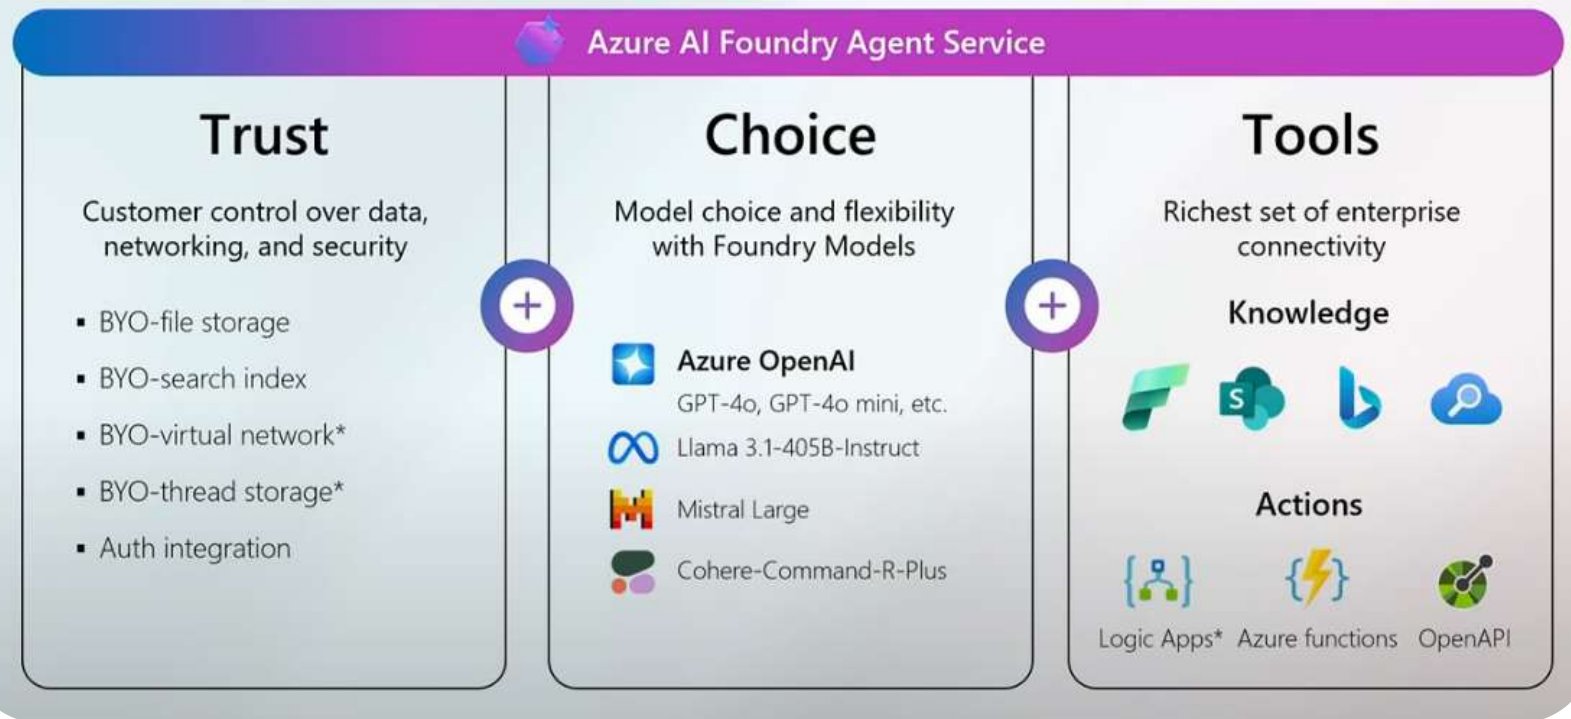 Azure AI Foundry Agent Service
Trust
Customer control over data,
networking, and security
▪ BYO-file storage
▪ BYO-search index
▪ BYO-virtual network*
▪ BYO-thread storage*
▪ Auth integration
Choice
Model choice and flexibility
with Foundry Models
Azure OpenAI
GPT-4o, GPT-4o mini, etc.
Llama 3.1-405B-Instruct
Mistral Large
Cohere-Command-R-Plus
Tools
Richest set of enterprise
connectivity
Knowledge
S
Actions
Logic Apps* Azure functions OpenAPI